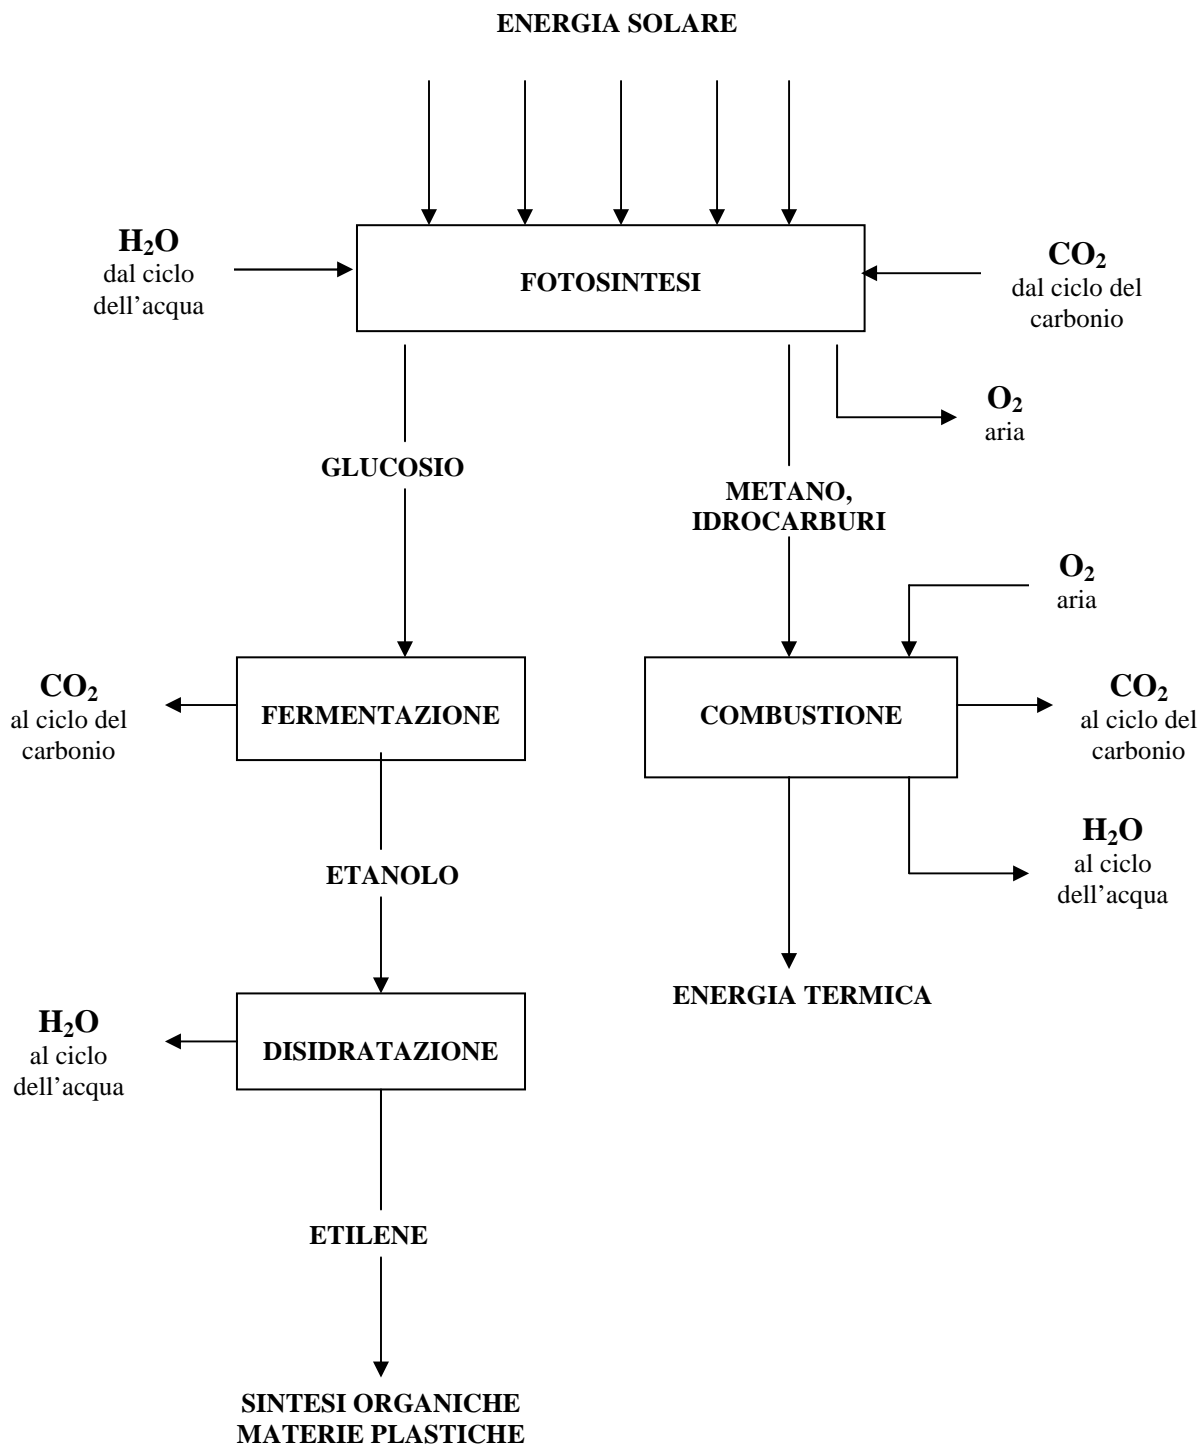 ENERGIA SOLARE
H₂O
dal ciclo
dell’acqua
FOTOSINTESI
CO₂
dal ciclo del
carbonio
O₂
aria
GLUCOSIO
METANO,
IDROCARBURI
O₂
aria
CO₂
al ciclo del
carbonio
FERMENTAZIONE
COMBUSTIONE
CO₂
al ciclo del
carbonio
H₂O
al ciclo
dell’acqua
ETANOLO
ENERGIA TERMICA
H₂O
al ciclo
dell’acqua
DISIDRATAZIONE
ETILENE
SINTESI ORGANICHE
MATERIE PLASTICHE